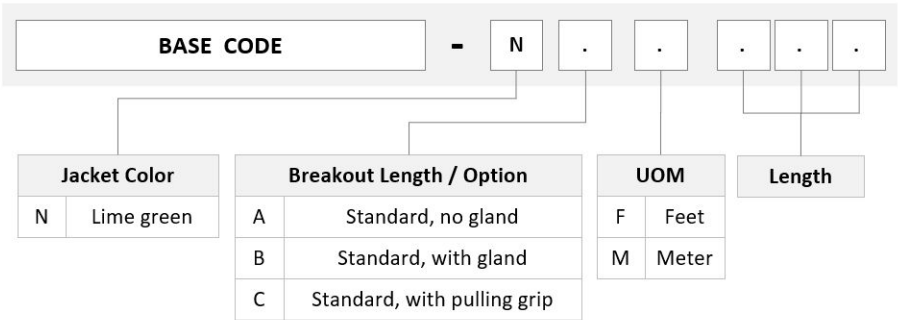 BASE CODE - N . . . . .
Jacket Color
N Lime green
Breakout Length / Option
A Standard, no gland
B Standard, with gland
C Standard, with pulling grip
UOM
F Feet
M Meter
Length